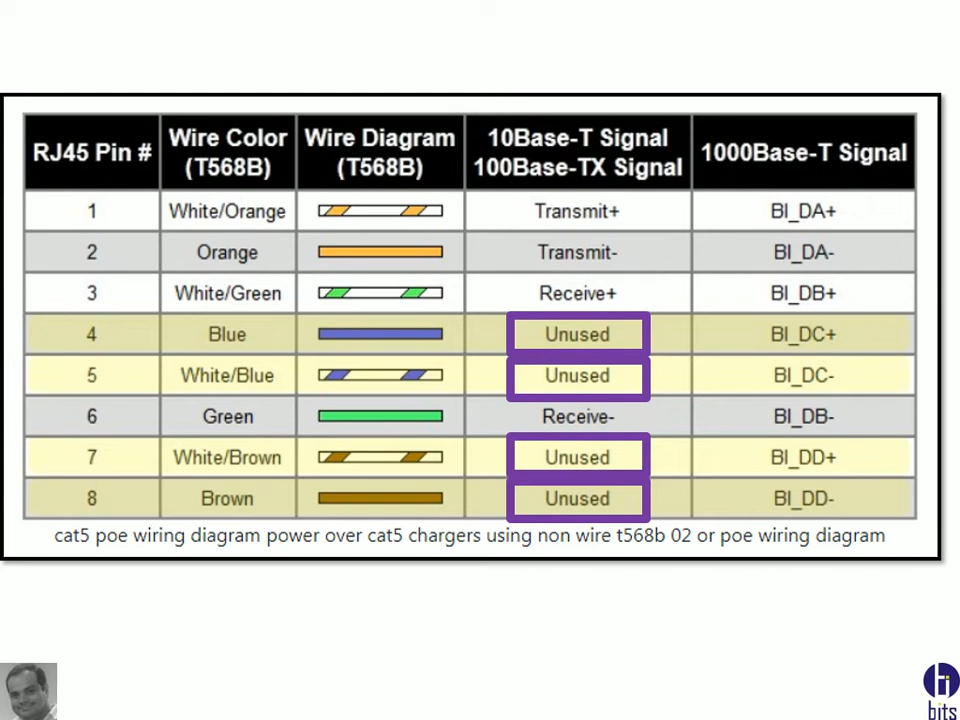 RJ45 Pin # Wire Color (T568B) Wire Diagram (T568B) 10Base-T Signal 100Base-TX Signal 1000Base-T Signal
1 White/Orange Transmit+ BI_DA+
2 Orange Transmit- BI_DA-
3 White/Green Receive+ BI_DB+
4 Blue Unused BI_DC+
5 White/Blue Unused BI_DC-
6 Green Receive- BI_DB-
7 White/Brown Unused BI_DD+
8 Brown Unused BI_DD-
cat5 poe wiring diagram power over cat5 chargers using non wire t568b 02 or poe wiring diagram
bits